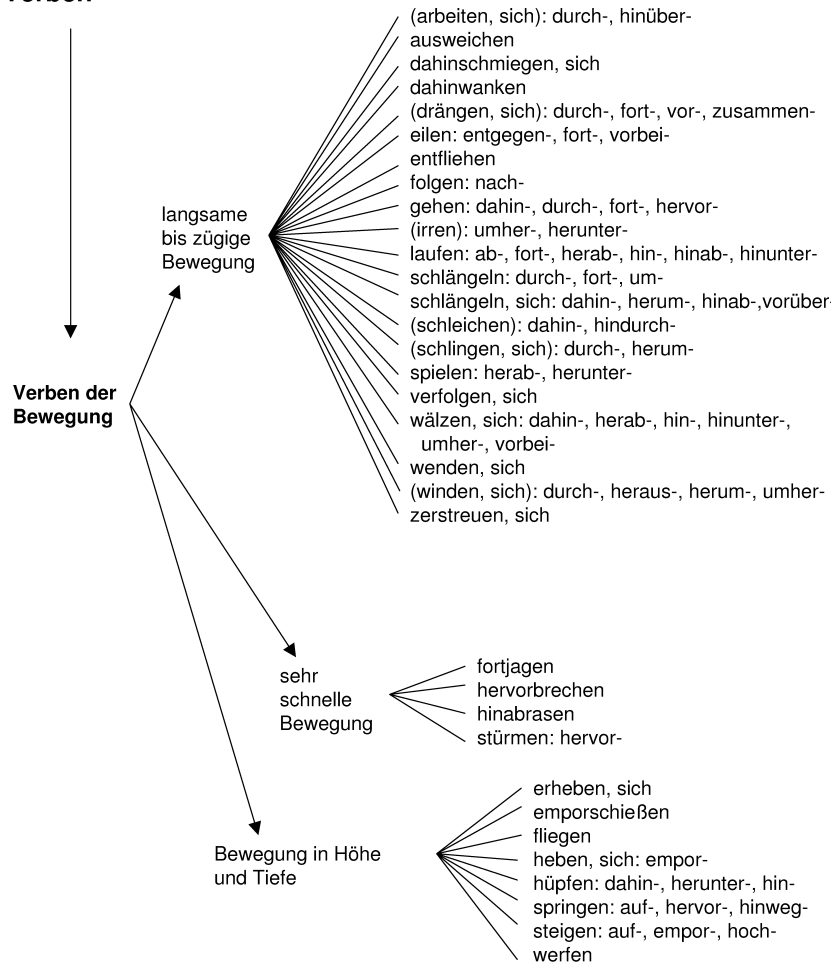 Verben
(arbeiten, sich): durch-, hinüber-
ausweichen
dahinschmiegen, sich
dahinwanken
(drängen, sich): durch-, fort-, vor-, zusammen-
eilen: entgegen-, fort-, vorbei-
entfliehen
folgen: nach-
gehen: dahin-, durch-, fort-, hervor-
(irren): umher-, herunter-
laufen: ab-, fort-, herab-, hin-, hinab-, hinunter-
schlängeln: durch-, fort-, um-
schlängeln, sich: dahin-, herum-, hinab-,vorüber-
(schleichen): dahin-, hindurch-
(schlingen, sich): durch-, herum-
spielen: herab-, herunter-
verfolgen, sich
wälzen, sich: dahin-, herab-, hin-, hinunter-,
umher-, vorbei-
wenden, sich
(winden, sich): durch-, heraus-, herum-, umher-
zerstreuen, sich
langsame
bis zügige
Bewegung
Verben der
Bewegung
sehr
schnelle
Bewegung
fortjagen
hervorbrechen
hinabrasen
stürmen: hervor-
Bewegung in Höhe
und Tiefe
erheben, sich
emporschießen
fliegen
heben, sich: empor-
hüpfen: dahin-, herunter-, hin-
springen: auf-, hervor-, hinweg-
steigen: auf-, empor-, hoch-
werfen